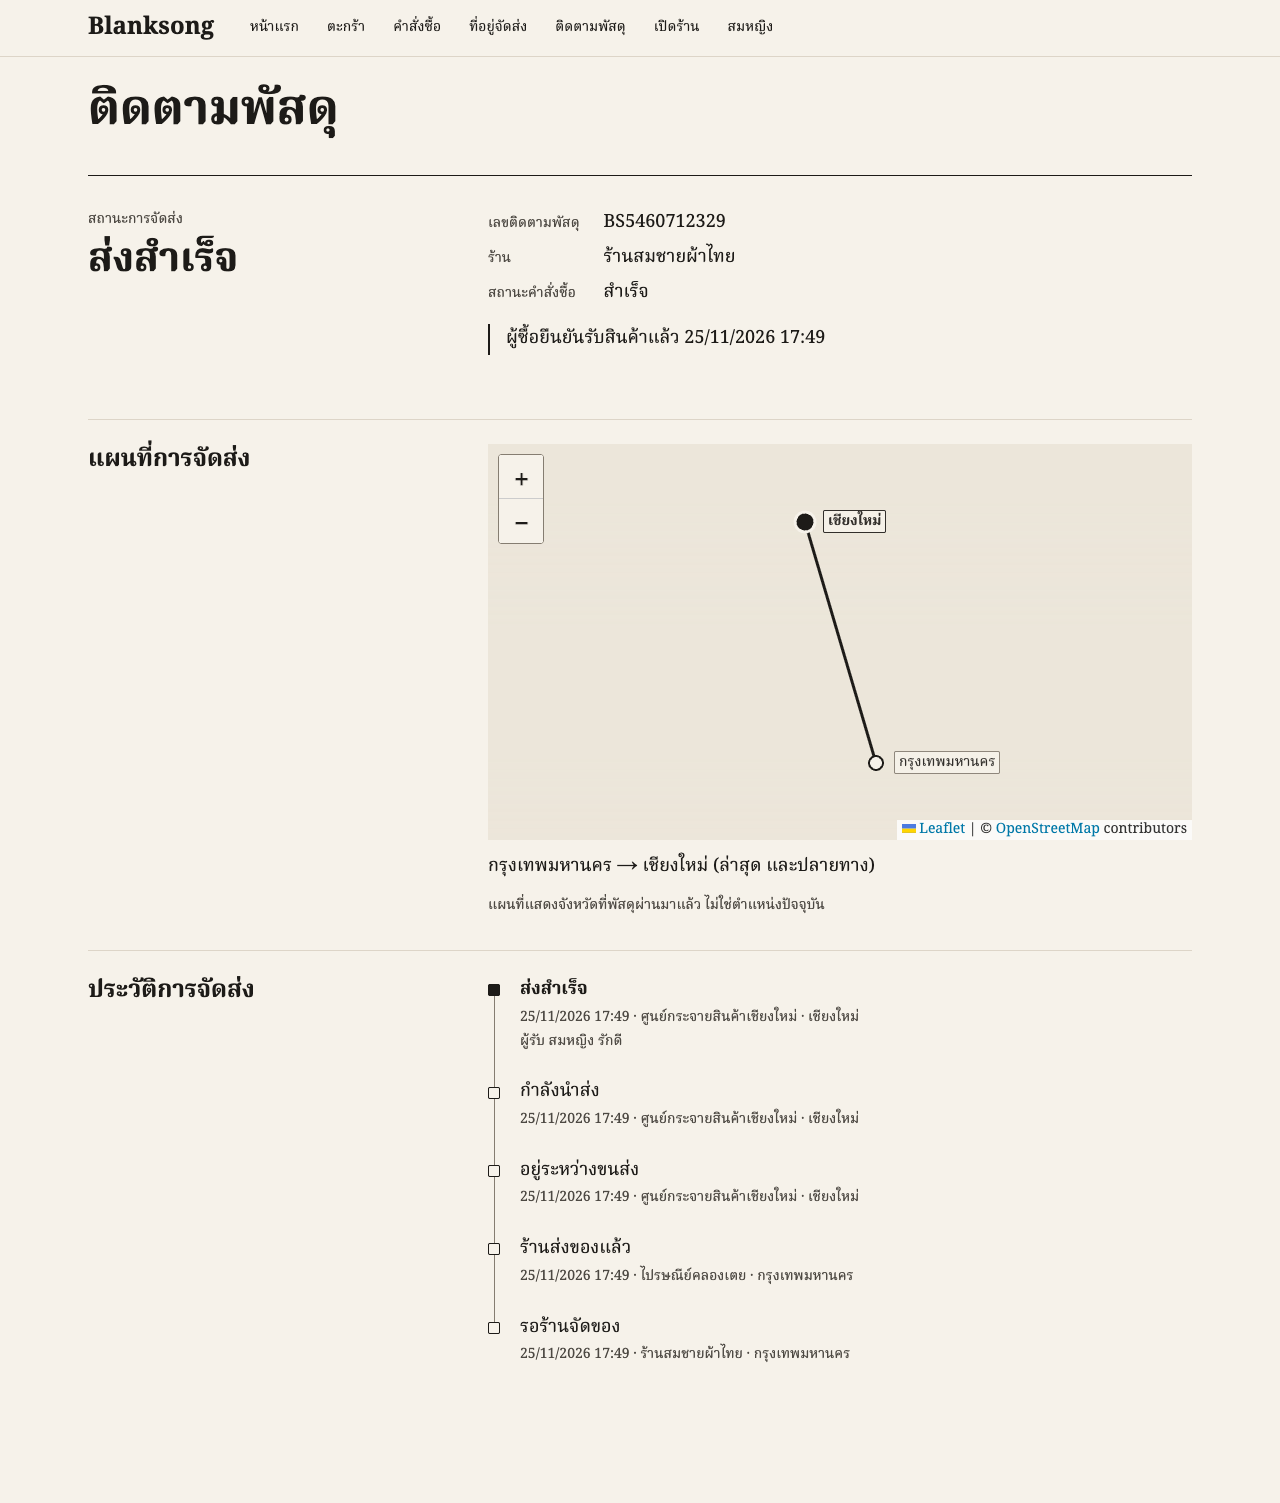 Blanksong หน้าแรก ตะกร้า คำสั่งซื้อ ที่อยู่จัดส่ง ติดตามพัสดุ เปิดร้าน สมหญิง
ติดตามพัสดุ
สถานะการจัดส่ง
ส่งสำเร็จ
เลขติดตามพัสดุ BS5460712329
ร้าน ร้านสมชายผ้าไทย
สถานะคำสั่งซื้อ สำเร็จ
ผู้ซื้อยืนยันรับสินค้าแล้ว 25/11/2026 17:49
แผนที่การจัดส่ง
+
−
เชียงใหม่
กรุงเทพมหานคร
Leaflet | © OpenStreetMap contributors
กรุงเทพมหานคร → เชียงใหม่ (ล่าสุด และปลายทาง)
แผนที่แสดงจังหวัดที่พัสดุผ่านมาแล้ว ไม่ใช่ตำแหน่งปัจจุบัน
ประวัติการจัดส่ง
ส่งสำเร็จ
25/11/2026 17:49 · ศูนย์กระจายสินค้าเชียงใหม่ · เชียงใหม่
ผู้รับ สมหญิง รักดี
กำลังนำส่ง
25/11/2026 17:49 · ศูนย์กระจายสินค้าเชียงใหม่ · เชียงใหม่
อยู่ระหว่างขนส่ง
25/11/2026 17:49 · ศูนย์กระจายสินค้าเชียงใหม่ · เชียงใหม่
ร้านส่งของแล้ว
25/11/2026 17:49 · ไปรษณีย์คลองเตย · กรุงเทพมหานคร
รอร้านจัดของ
25/11/2026 17:49 · ร้านสมชายผ้าไทย · กรุงเทพมหานคร